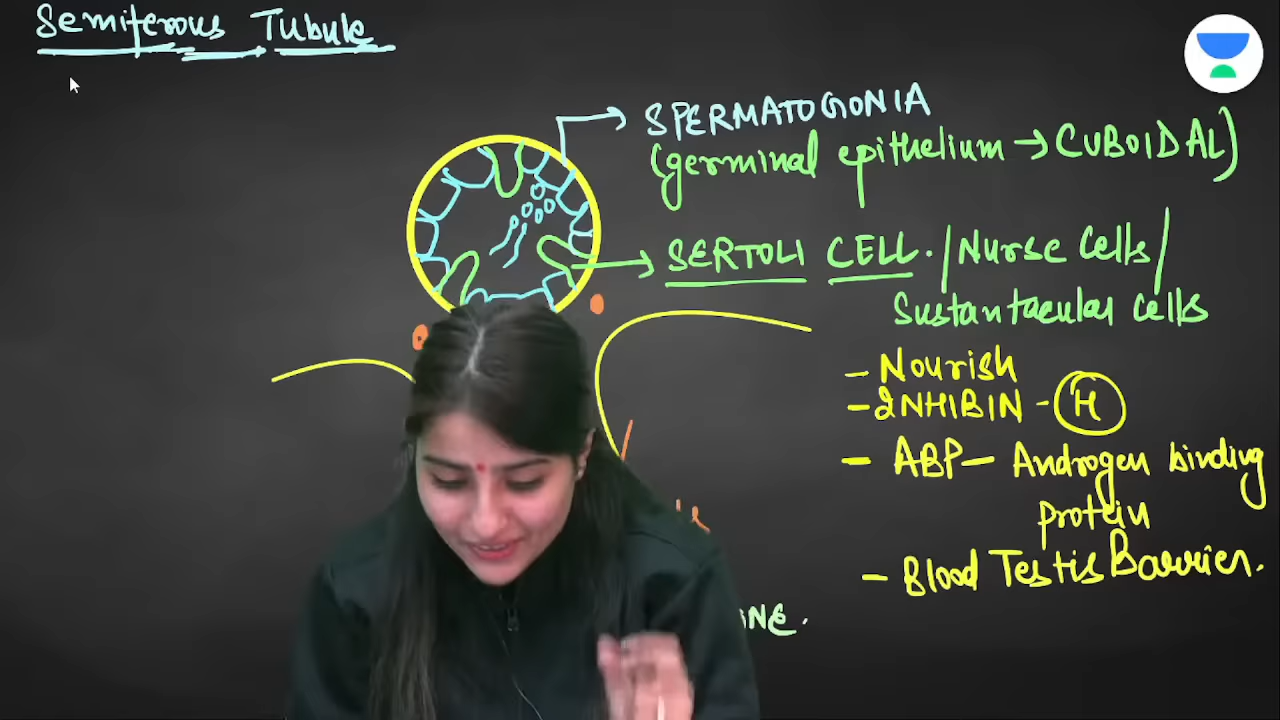 Semiferous Tubule
SPERMATOGONIA
(germinal epithelium → CUBOIDAL)
SERTOLI CELL. / Nurse cells /
Sustantacular cells
- Nourish
- INHIBIN - H
- ABP - Androgen binding
protein
- Blood Testis Barrier.